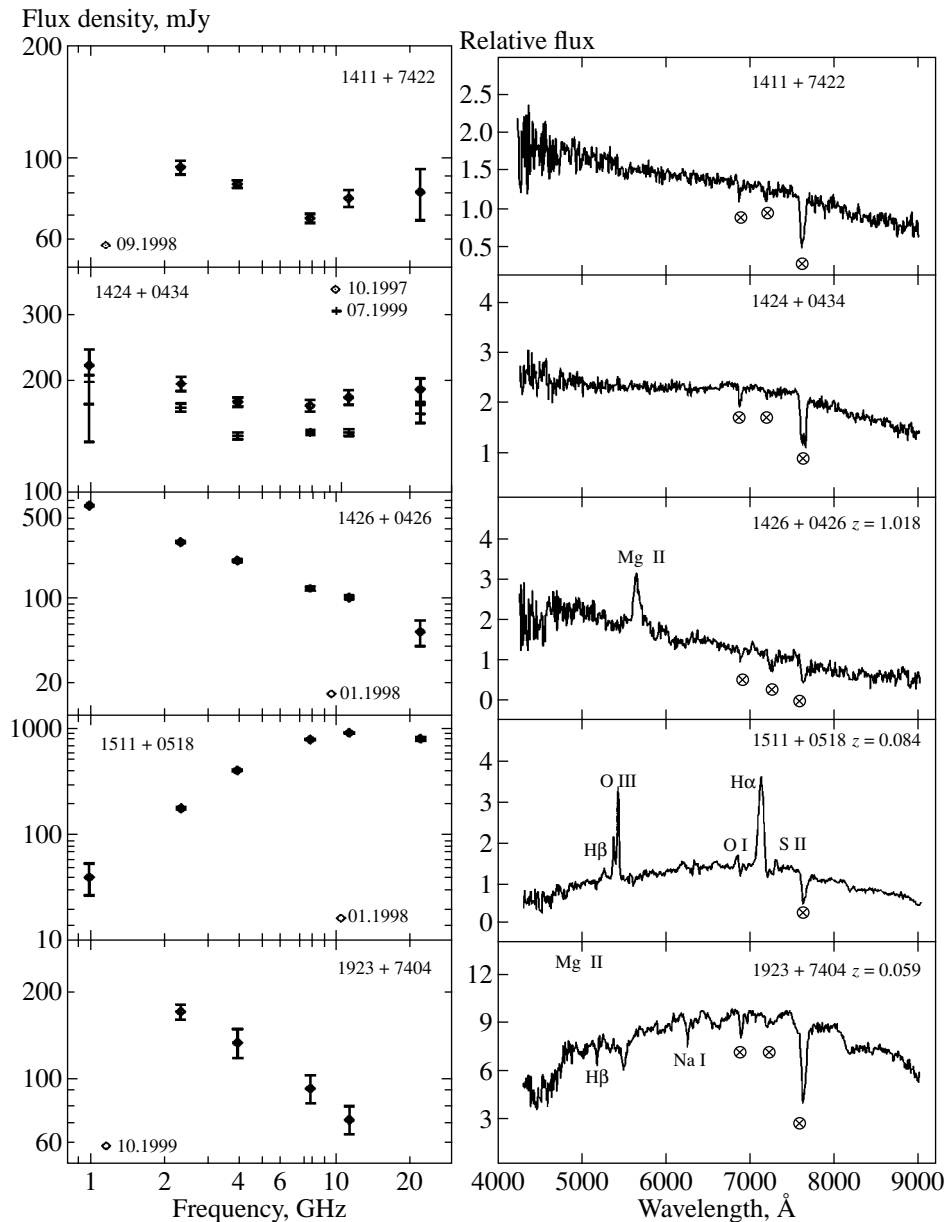 Flux density, mJy
200
100
60
1411 + 7422
09.1998
300
200
100
1424 + 0434
10.1997
07.1999
500
100
20
1426 + 0426
01.1998
1000
100
10
1511 + 0518
01.1998
200
100
60
1923 + 7404
10.1999
1 2 4 6 10 20
Frequency, GHz
Relative flux
2.5
2.0
1.5
1.0
0.5
1411 + 7422
4
3
2
1
1424 + 0434
4
3
2
1
0
1426 + 0426 z = 1.018
Mg II
4
3
2
1
0
1511 + 0518 z = 0.084
O III
Hα
Hβ
O I
S II
12
9
6
3
Mg II
1923 + 7404 z = 0.059
Hβ
Na I
4000 5000 6000 7000 8000 9000
Wavelength, Å